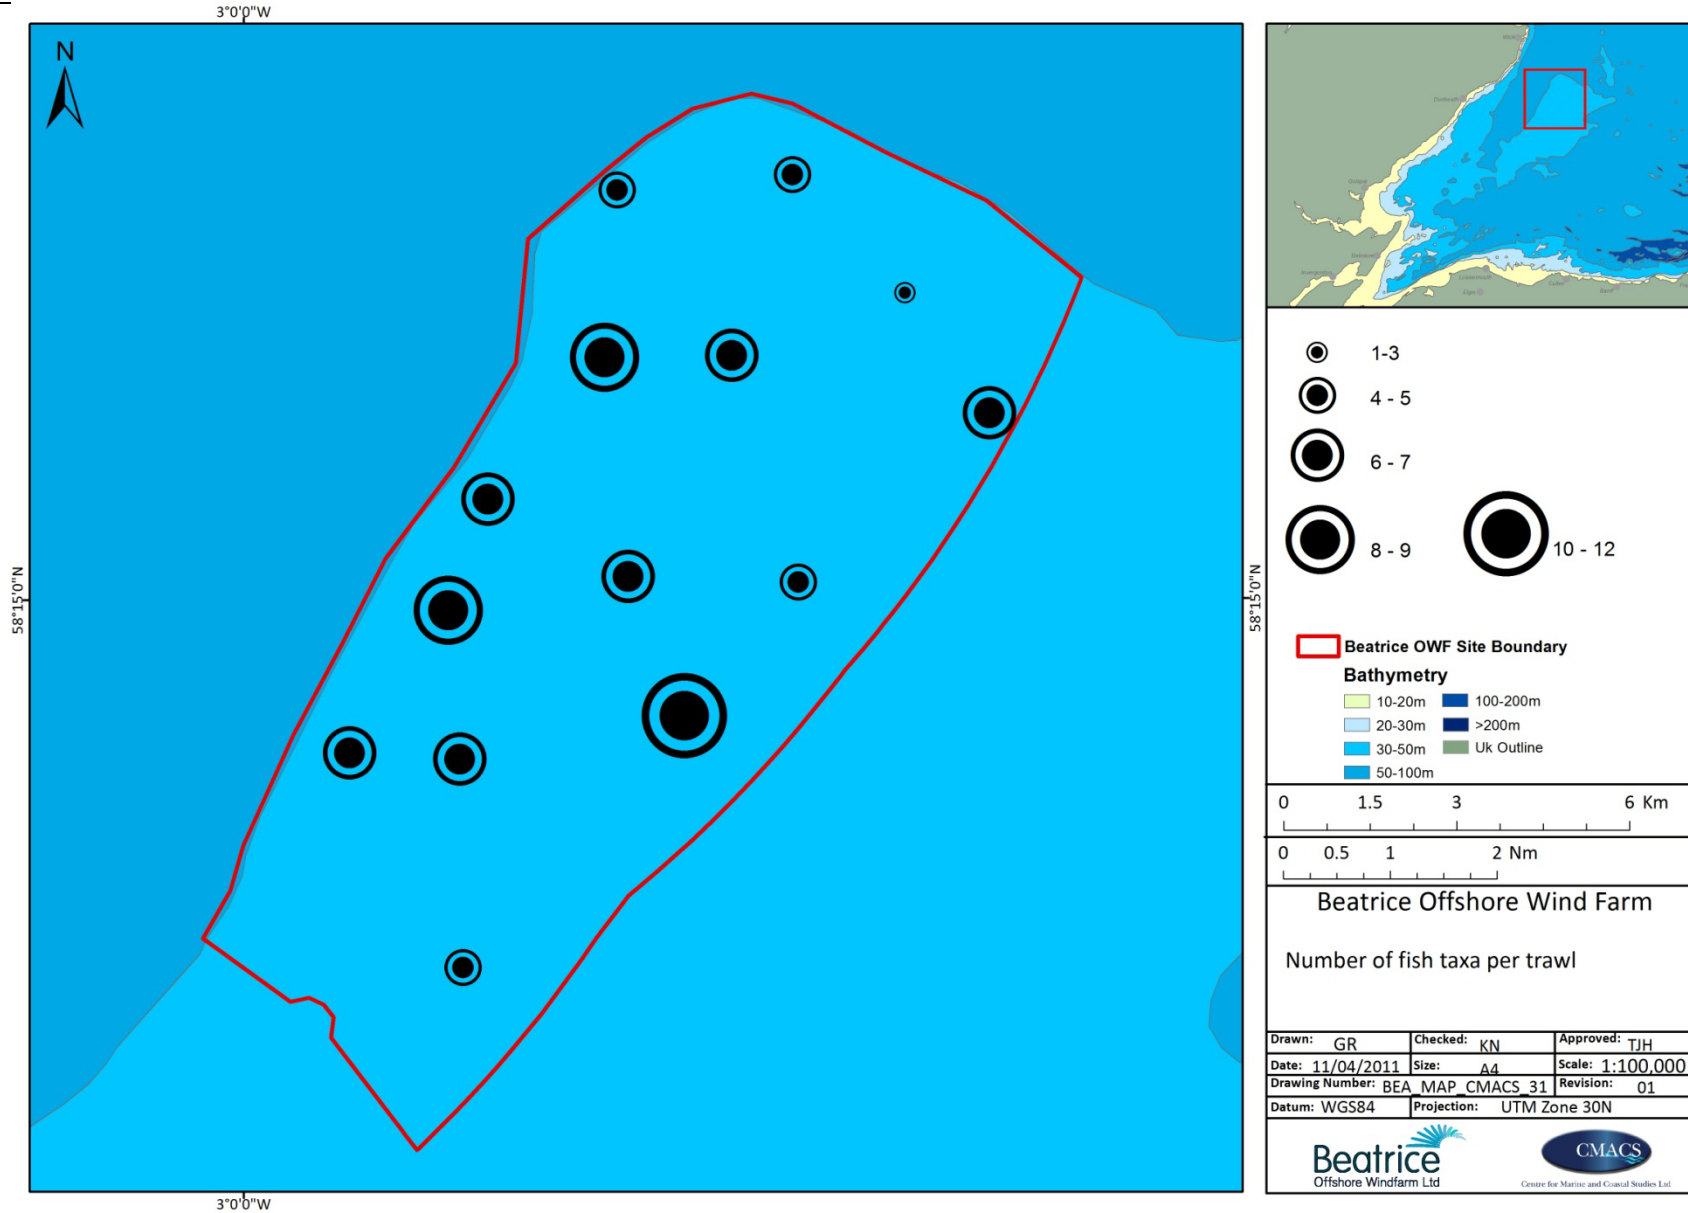 3°0'0"W
N
58°15'0"N
58°15'0"N
3°0'0"W
1-3
4 - 5
6 - 7
8 - 9
10 - 12
Beatrice OWF Site Boundary
Bathymetry
10-20m
100-200m
20-30m
>200m
30-50m
Uk Outline
50-100m
0 1.5 3 6 Km
0 0.5 1 2 Nm
Beatrice Offshore Wind Farm
Number of fish taxa per trawl
Drawn: GR Checked: KN Approved: TJH
Date: 11/04/2011 Size: A4 Scale: 1:100,000
Drawing Number: BEA_MAP_CMACS_31 Revision: 01
Datum: WGS84 Projection: UTM Zone 30N
Beatrice
Offshore Windfarm Ltd
CMACS
Centre for Marine and Coastal Studies Ltd